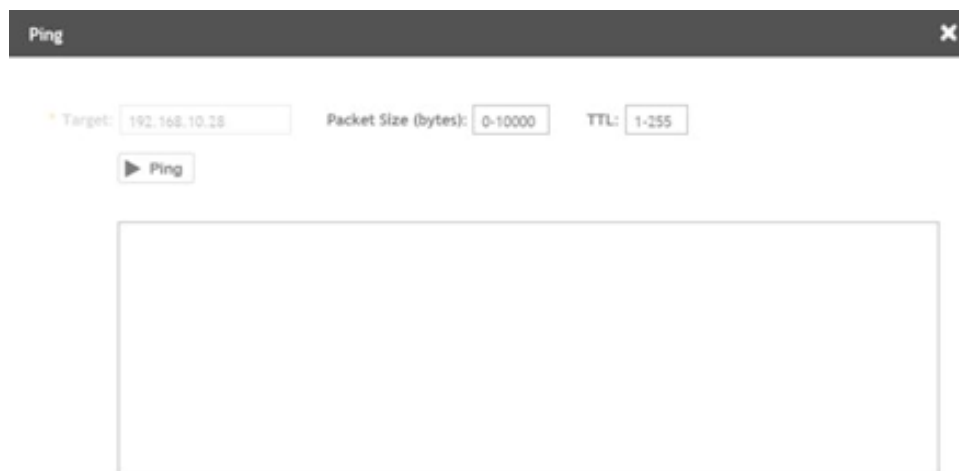 Ping
* Target: 192.168.10.28 Packet Size (bytes): 0-10000 TTL: 1-255
Ping